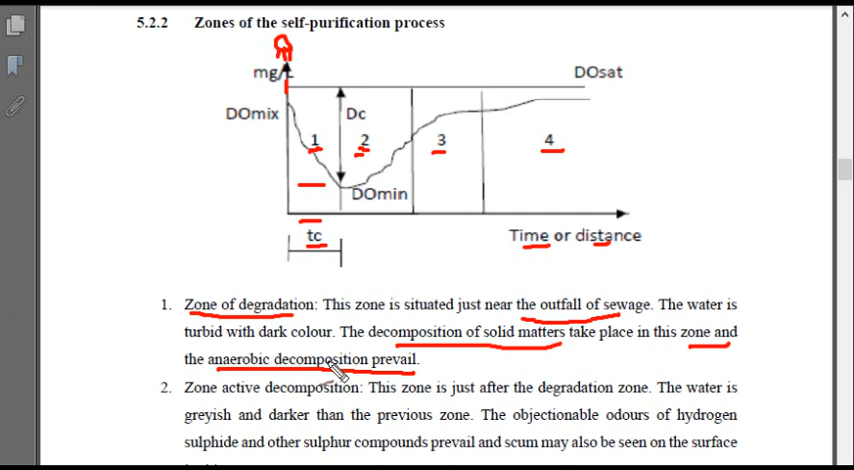 5.2.2 Zones of the self-purification process
mg/L
DOsat
DOmix
Dc
1
2
3
4
DOmin
tc
Time or distance
1. Zone of degradation: This zone is situated just near the outfall of sewage. The water is
turbid with dark colour. The decomposition of solid matters take place in this zone and
the anaerobic decomposition prevail.
2. Zone active decomposition: This zone is just after the degradation zone. The water is
greyish and darker than the previous zone. The objectionable odours of hydrogen
sulphide and other sulphur compounds prevail and scum may also be seen on the surface